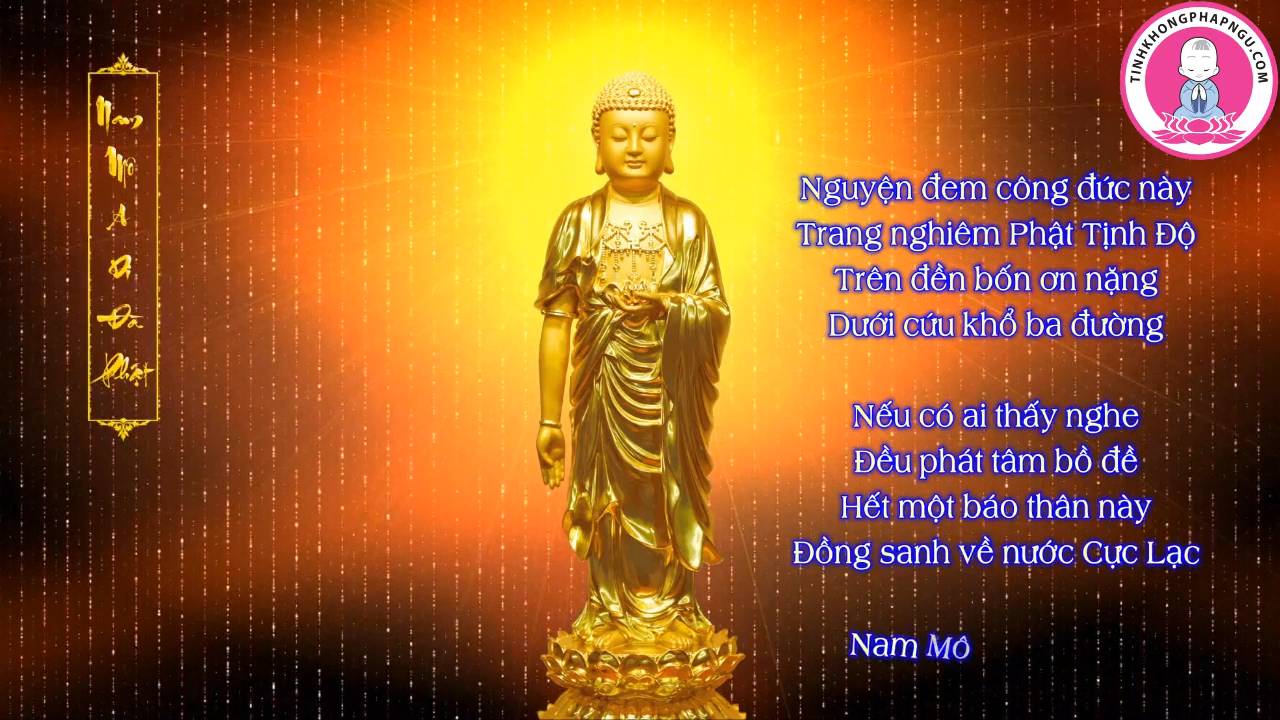 Nam
Mô
A
Di
Đà
Phật
TINHKHONGPHAPNGU.COM
Nguyện đem công đức này
Trang nghiêm Phật Tịnh Độ
Trên đền bốn ơn nặng
Dưới cứu khổ ba đường
Nếu có ai thấy nghe
Đều phát tâm bồ đề
Hết một báo thân này
Đồng sanh về nước Cực Lạc
Nam Mô